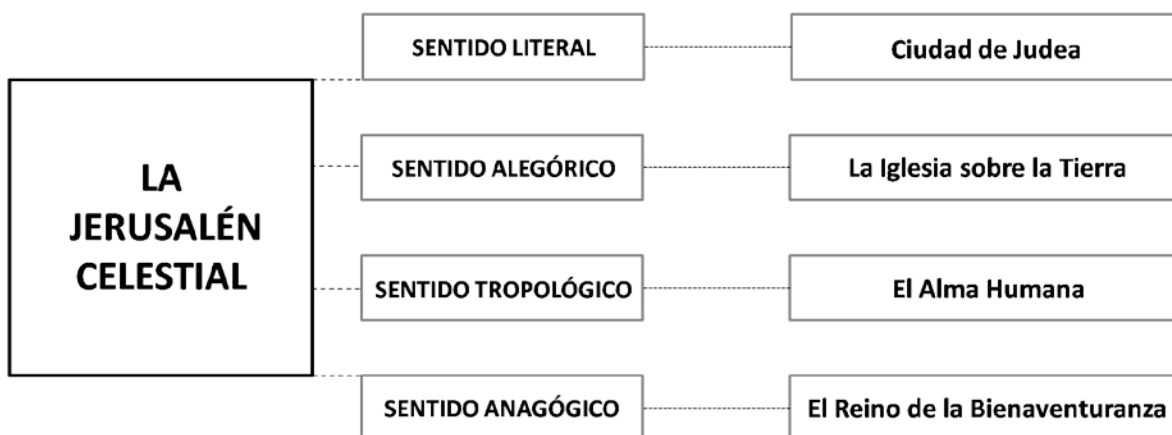 LA
JERUSALÉN
CELESTIAL
SENTIDO LITERAL
Ciudad de Judea
SENTIDO ALEGÓRICO
La Iglesia sobre la Tierra
SENTIDO TROPOLÓGICO
El Alma Humana
SENTIDO ANAGÓGICO
El Reino de la Bienaventuranza